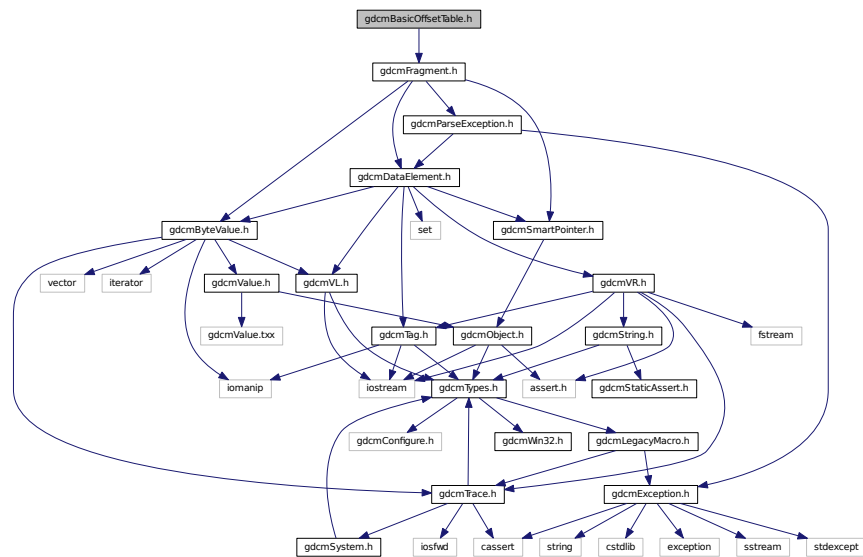 gdcmBasicOffsetTable.h
gdcmFragment.h
gdcmParseException.h
gdcmDataElement.h
gdcmByteValue.h
set
gdcmSmartPointer.h
vector
iterator
gdcmValue.h
gdcmVL.h
gdcmVR.h
gdcmValue.txx
gdcmTag.h
gdcmObject.h
gdcmString.h
fstream
iomanip
iostream
gdcmTypes.h
assert.h
gdcmStaticAssert.h
gdcmConfigure.h
gdcmWin32.h
gdcmLegacyMacro.h
gdcmTrace.h
gdcmException.h
gdcmSystem.h
iosfwd
cassert
string
cstdlib
exception
sstream
stdexcept